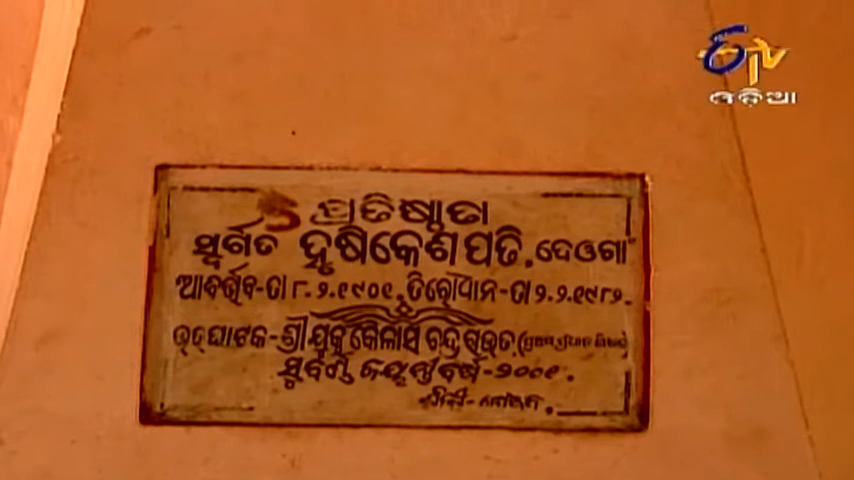 ETV
ଓଡ଼ିଆ
ପ୍ରତିଷ୍ଠାତା
ସ୍ୱର୍ଗତ ହୃଷିକେଶ ପତି. ଦେଓଗାଁ
ଆବିର୍ଭାବ-ତା ୮.୨.୧୯୦୧. ତିରୋଧାନ-ତା ୨.୨.୧୯୮୨.
ଉଦ୍‌ଘାଟକ-ଶ୍ରୀଯୁକ୍ତ କୈଳାସ ଚନ୍ଦ୍ର ରାଉତ.
ସୁବର୍ଣ୍ଣ ଜୟନ୍ତୀ ବର୍ଷ-୨୦୦୧.